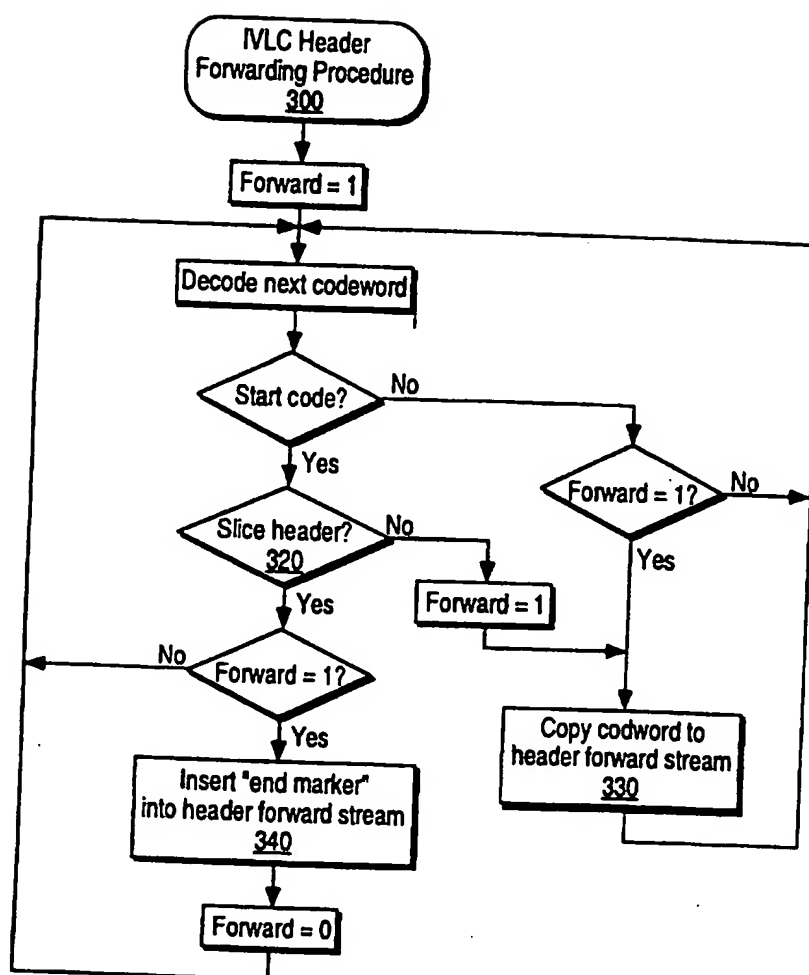 IVLC Header
Forwarding Procedure
300
Forward = 1
Decode next codeword
Start code?
No
Yes
Forward = 1?
No
Yes
Slice header?
320
No
Yes
Forward = 1
Forward = 1?
No
Yes
Copy codword to
header forward stream
330
Insert "end marker"
into header forward stream
340
Forward = 0